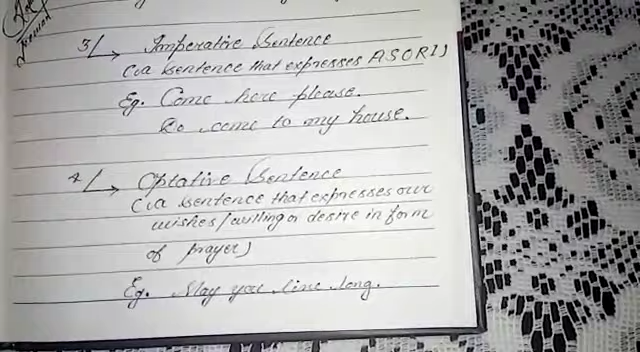 3/ → Imperative Sentence
(a sentence that expresses ASORI)
Eg. Come here please.
Do come to my house.
4/ → Optative Sentence
(a sentence that expresses our
wishes/willing or desire in form
of prayer)
Eg. May you live long.